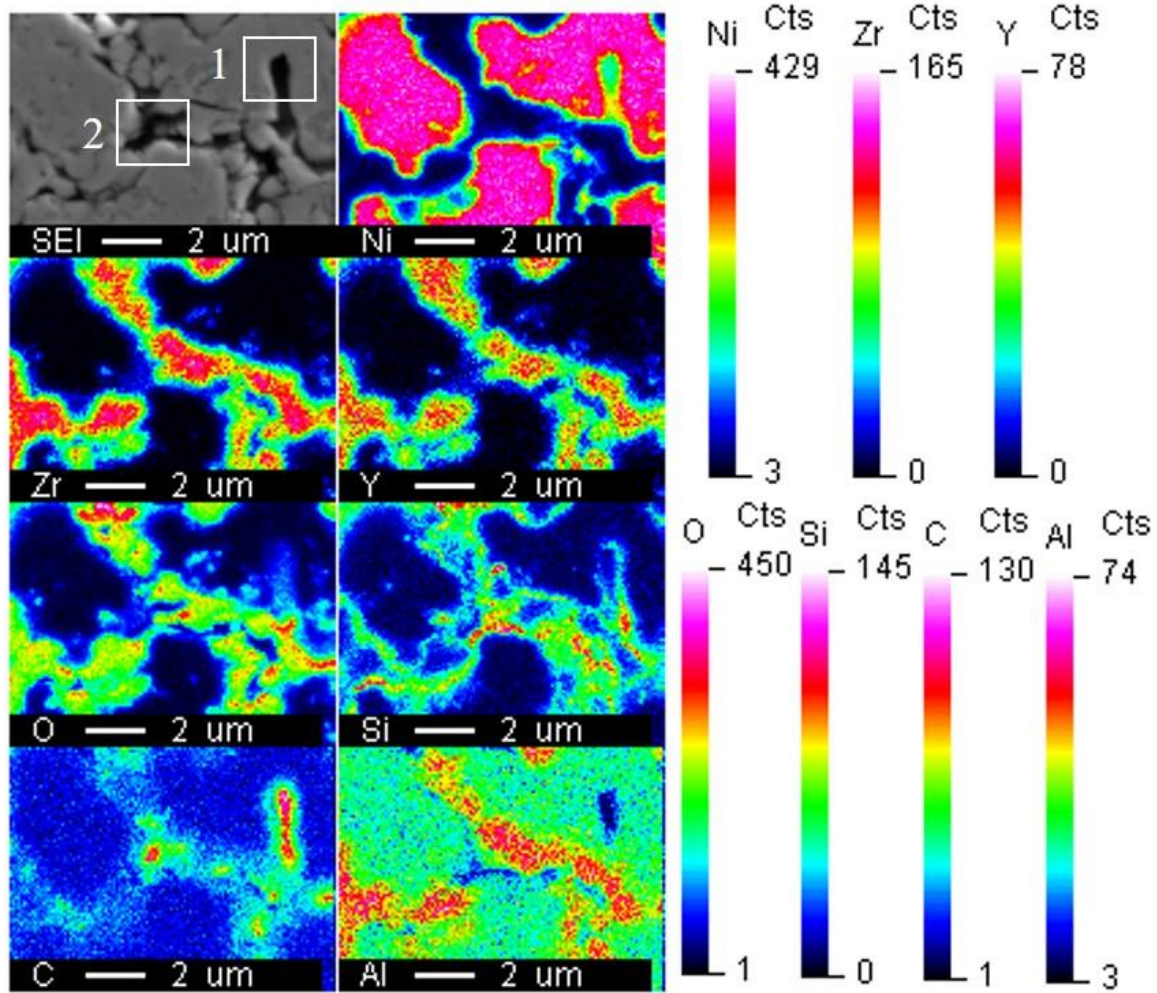 1
2
SEI 2 um
Ni 2 um
Zr 2 um
Y 2 um
O 2 um
Si 2 um
C 2 um
Al 2 um
Ni Cts Zr Cts Y Cts
429 165 78
3 0 0
O Cts Si Cts C Cts Al Cts
450 145 130 74
1 0 1 3